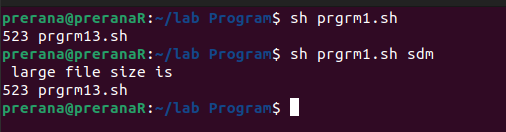 prerana@preranaR:~/lab Program$ sh prgrm1.sh
523 prgrm13.sh
prerana@preranaR:~/lab Program$ sh prgrm1.sh sdm
 large file size is
523 prgrm13.sh
prerana@preranaR:~/lab Program$